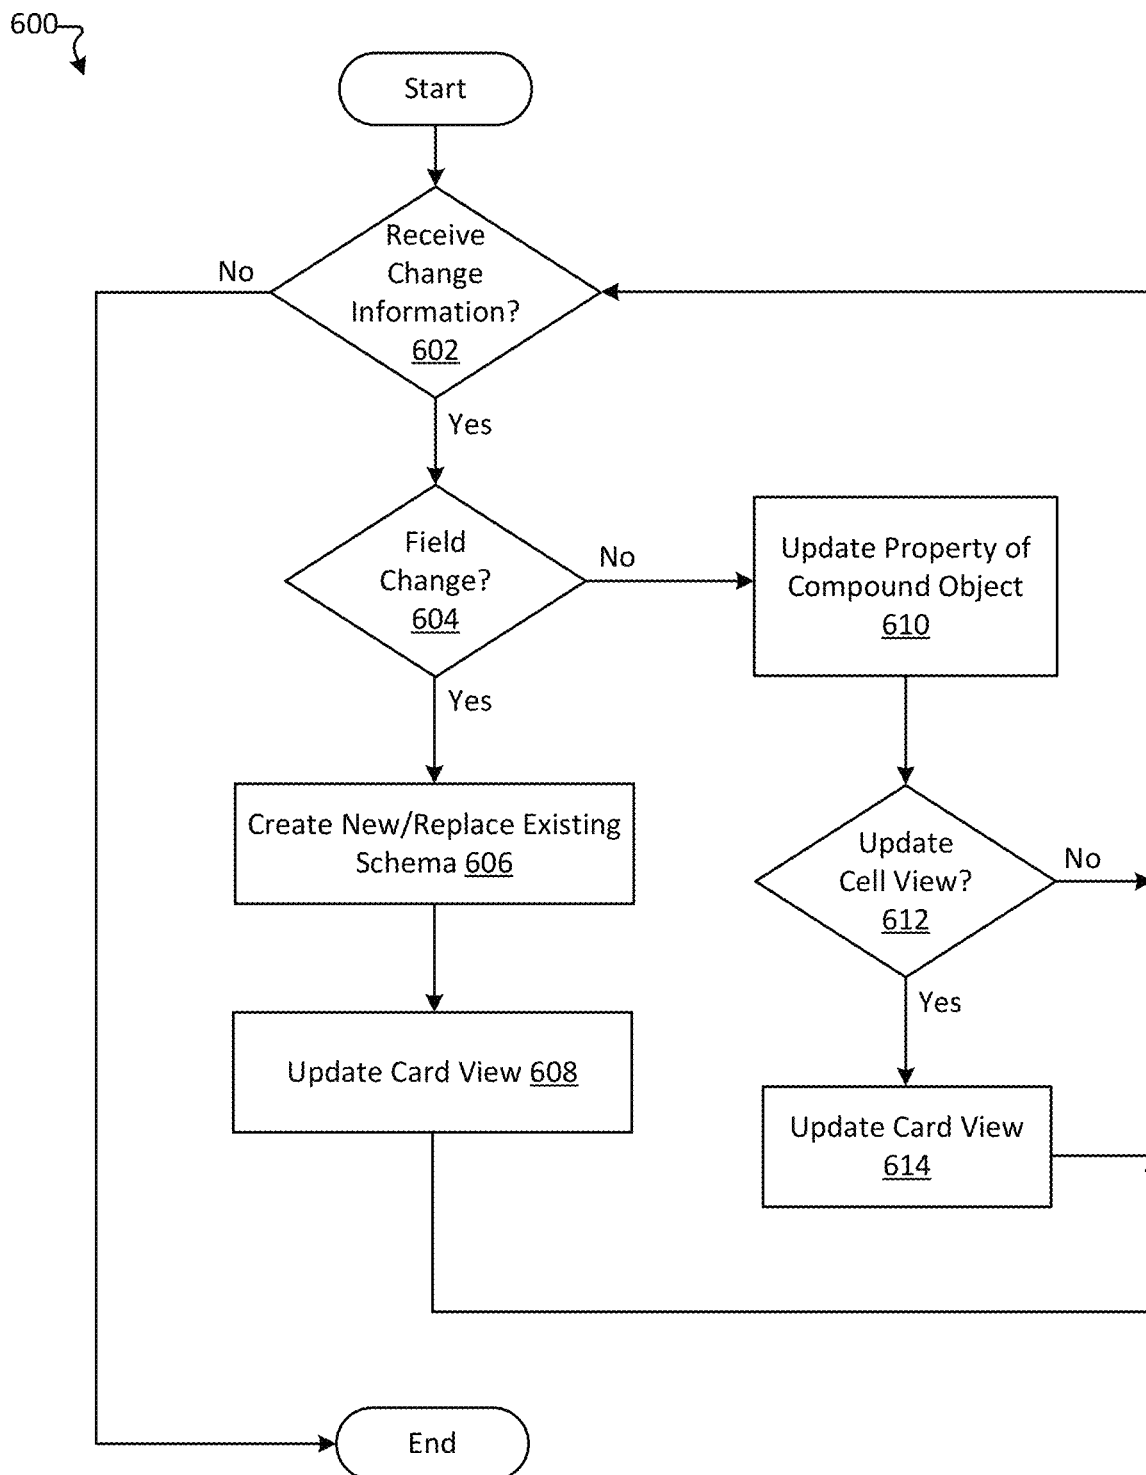 600
Start
Receive
Change
Information?
602
No
Yes
Field
Change?
604
No
Yes
Update Property of
Compound Object
610
Create New/Replace Existing
Schema 606
Update
Cell View?
612
No
Yes
Update Card View 608
Update Card View
614
End